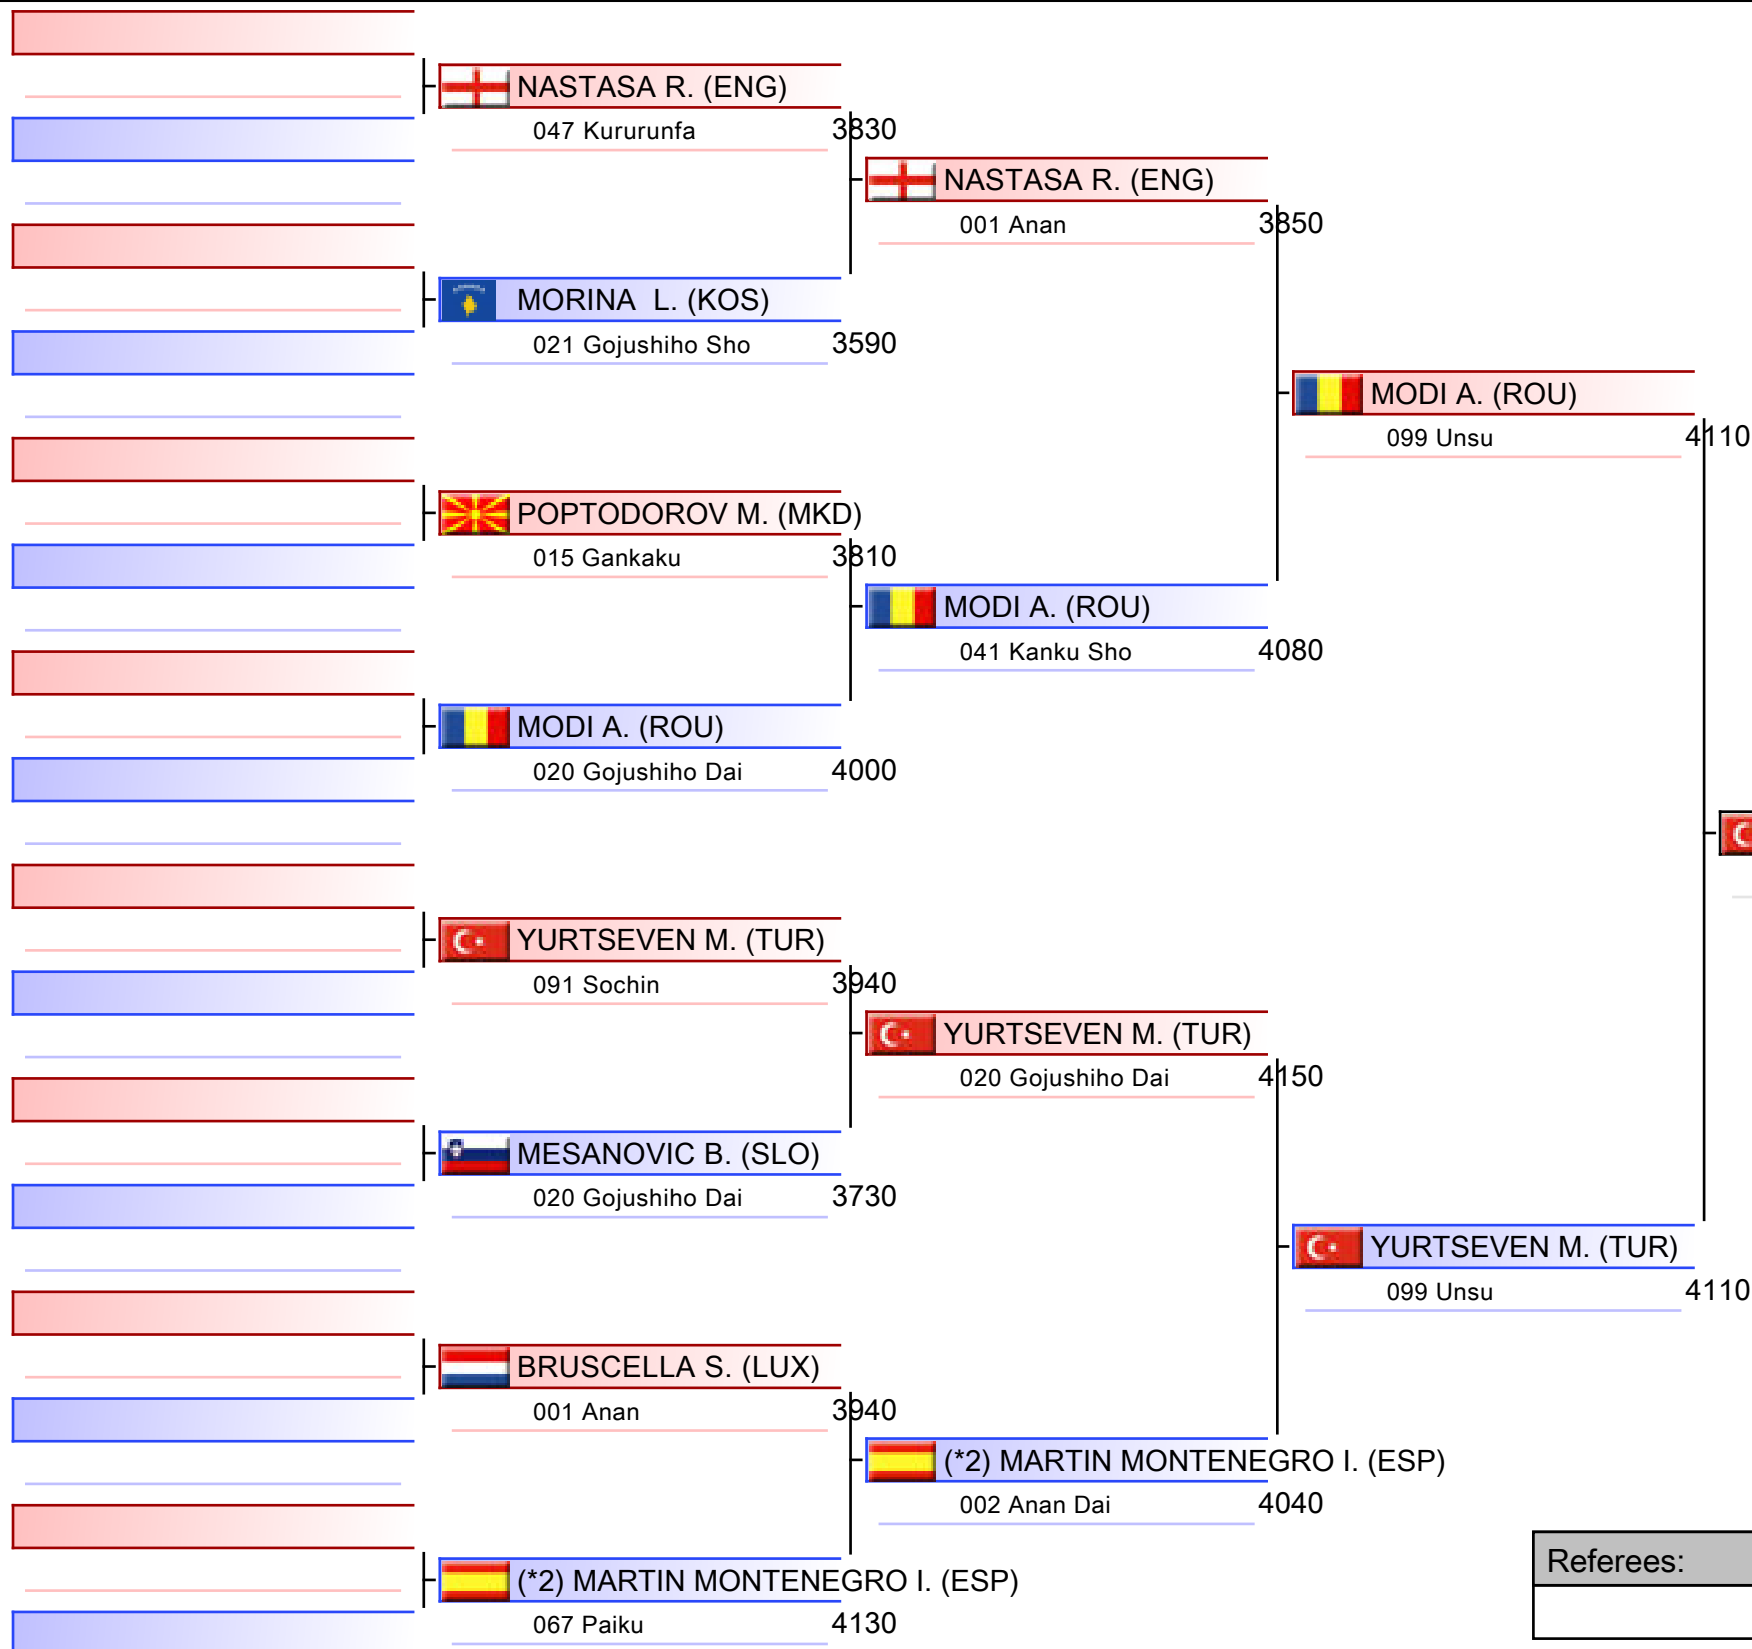 NASTASA R. (ENG)
047 Kururunfa 3830
NASTASA R. (ENG)
001 Anan 3850
MORINA  L. (KOS)
021 Gojushiho Sho 3590
MODI A. (ROU)
099 Unsu 4110
POPTODOROV M. (MKD)
015 Gankaku 3810
MODI A. (ROU)
041 Kanku Sho 4080
MODI A. (ROU)
020 Gojushiho Dai 4000
YURTSEVEN M. (TUR)
091 Sochin 3940
YURTSEVEN M. (TUR)
020 Gojushiho Dai 4150
MESANOVIC B. (SLO)
020 Gojushiho Dai 3730
YURTSEVEN M. (TUR)
099 Unsu 4110
BRUSCELLA S. (LUX)
001 Anan 3940
(*2) MARTIN MONTENEGRO I. (ESP)
002 Anan Dai 4040
Referees:
(*2) MARTIN MONTENEGRO I. (ESP)
067 Paiku 4130